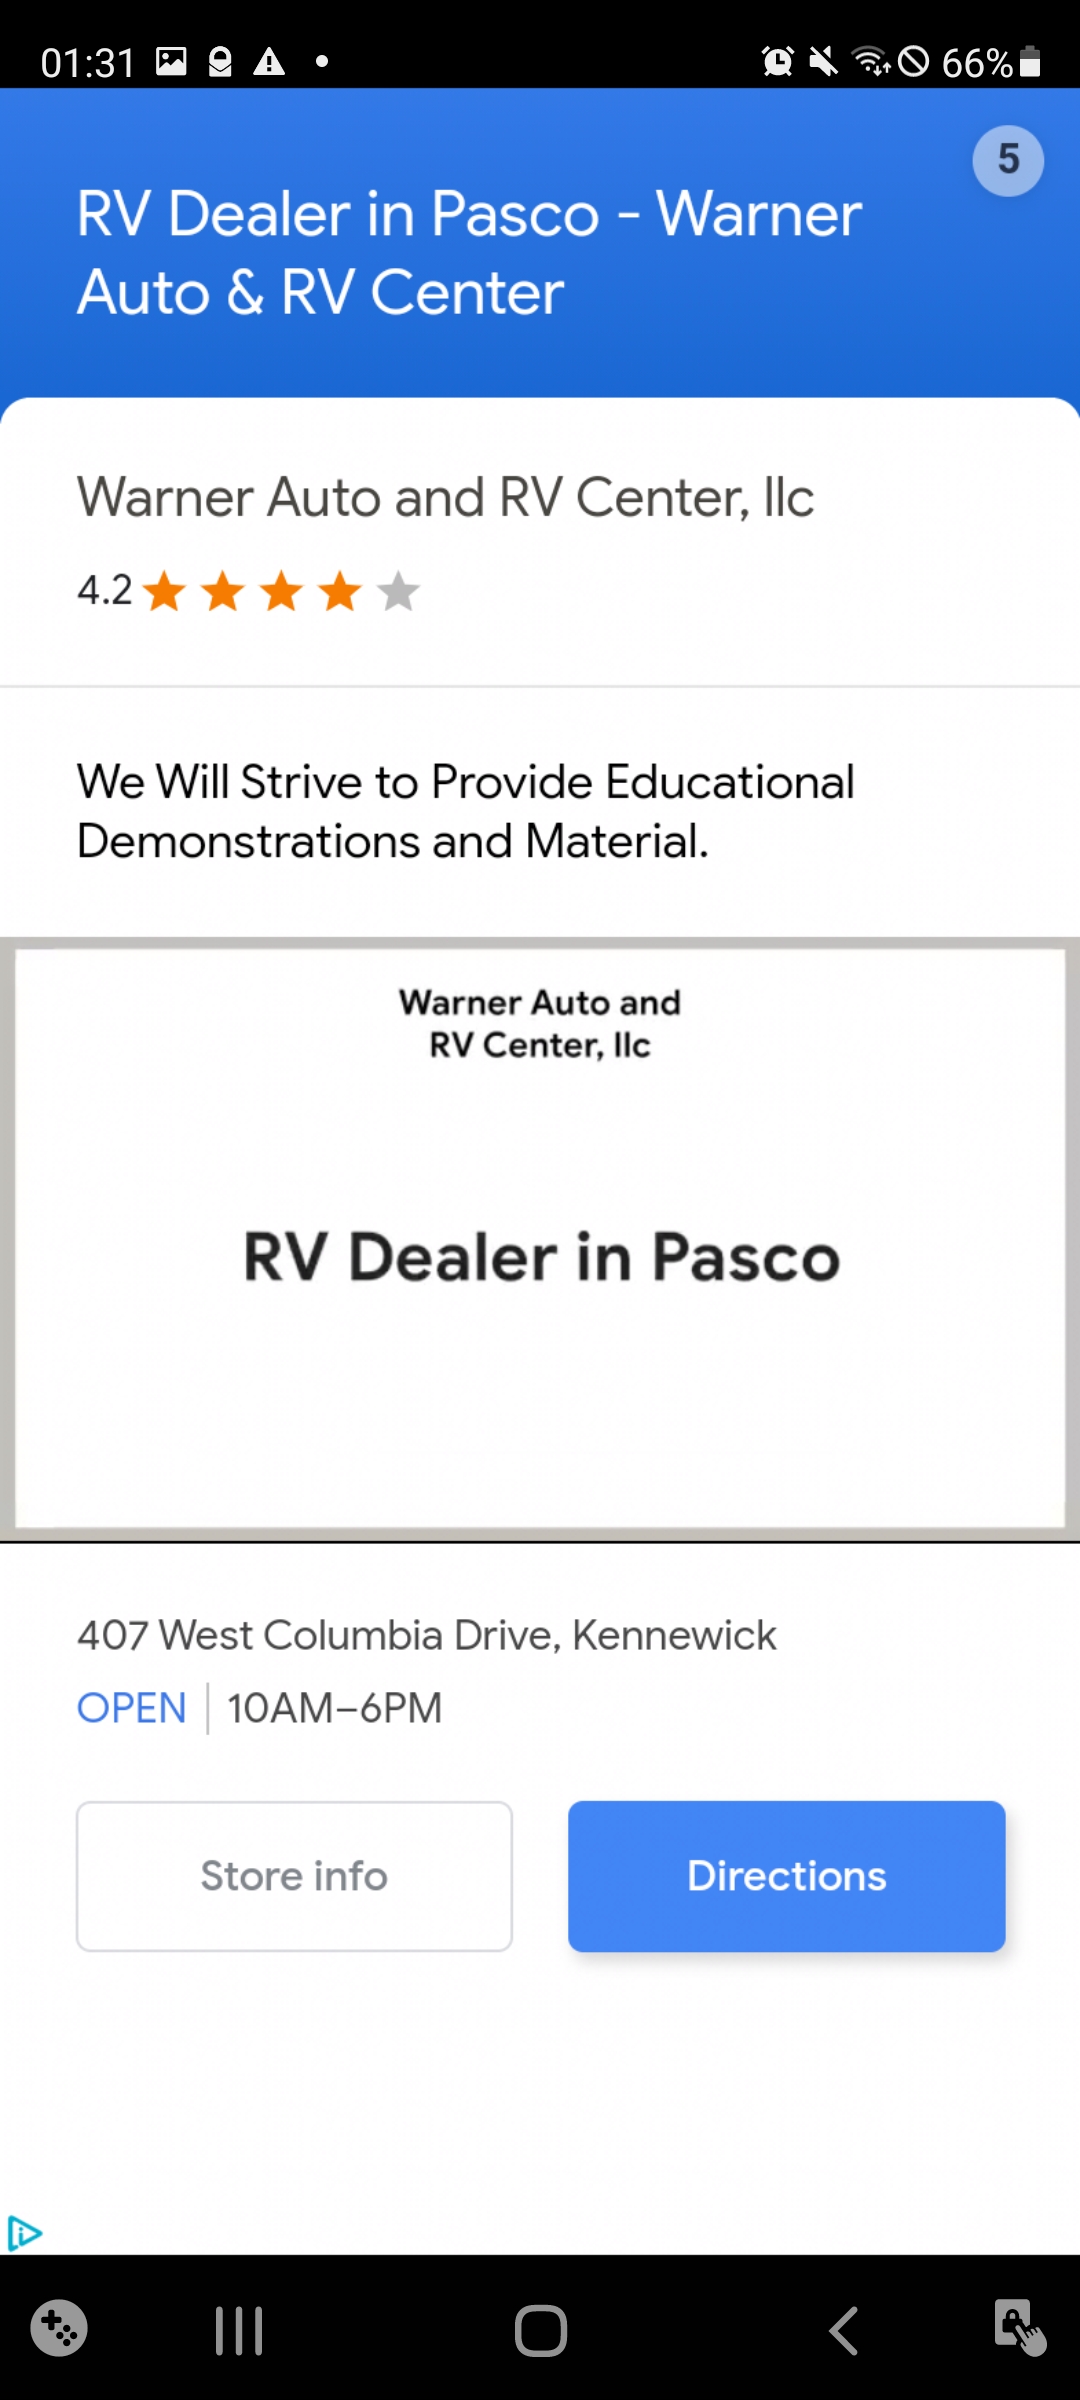 01:31
66%
5
RV Dealer in Pasco - Warner
Auto & RV Center
Warner Auto and RV Center, llc
4.2
We Will Strive to Provide Educational
Demonstrations and Material.
Warner Auto and
RV Center, llc
RV Dealer in Pasco
407 West Columbia Drive, Kennewick
OPEN 10AM–6PM
Store info
Directions